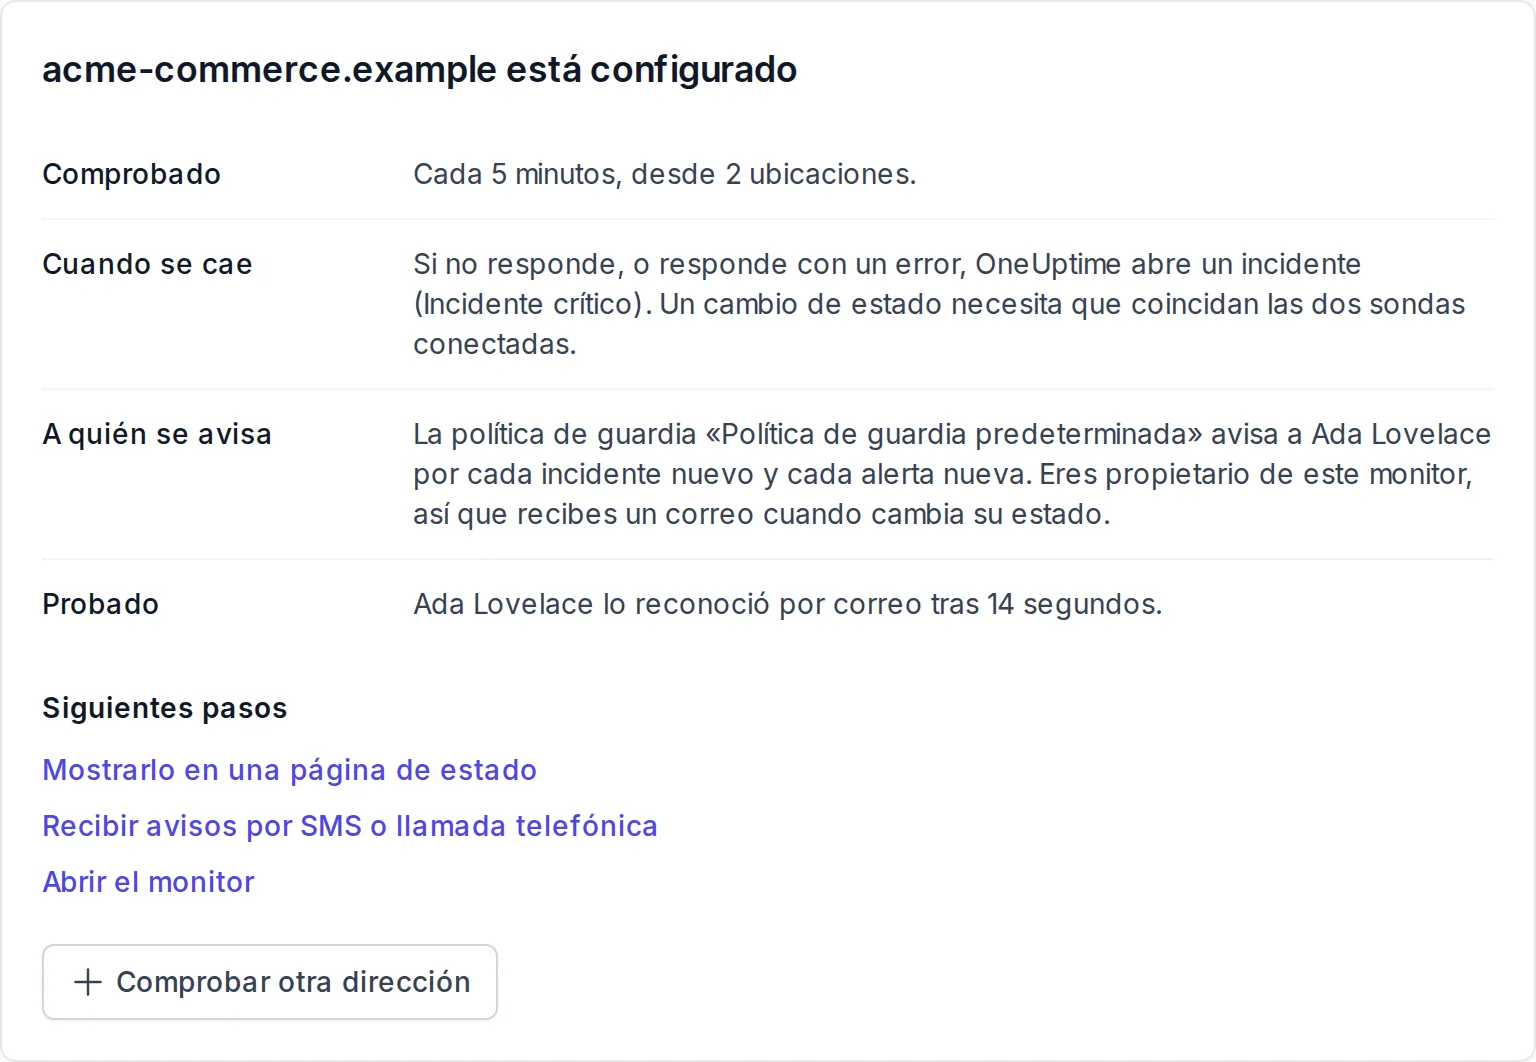 acme-commerce.example está configurado
Comprobado
Cada 5 minutos, desde 2 ubicaciones.
Cuando se cae
Si no responde, o responde con un error, OneUptime abre un incidente
(Incidente crítico). Un cambio de estado necesita que coincidan las dos sondas
conectadas.
A quién se avisa
La política de guardia «Política de guardia predeterminada» avisa a Ada Lovelace
por cada incidente nuevo y cada alerta nueva. Eres propietario de este monitor,
así que recibes un correo cuando cambia su estado.
Probado
Ada Lovelace lo reconoció por correo tras 14 segundos.
Siguientes pasos
Mostrarlo en una página de estado
Recibir avisos por SMS o llamada telefónica
Abrir el monitor
Comprobar otra dirección